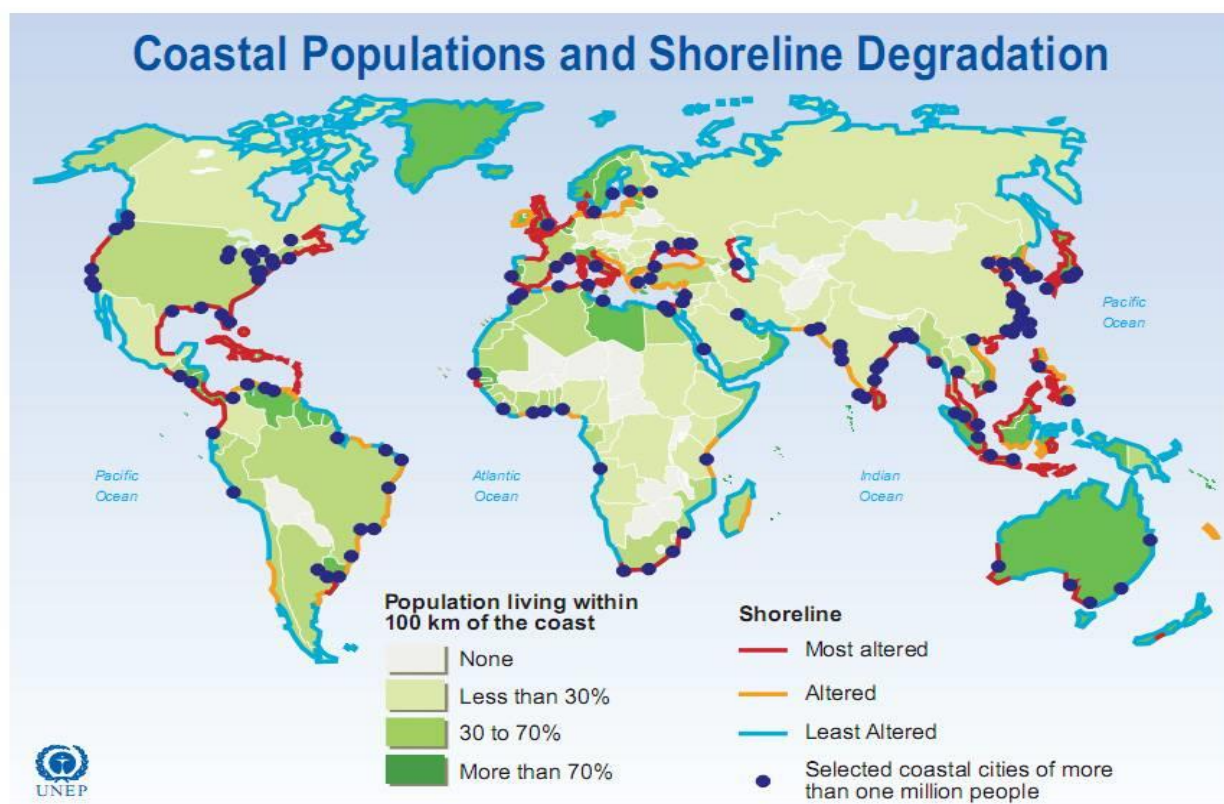 Coastal Populations and Shoreline Degradation
Pacific
Ocean
Pacific
Ocean
Atlantic
Ocean
Indian
Ocean
Population living within
100 km of the coast
None
Less than 30%
30 to 70%
More than 70%
Shoreline
Most altered
Altered
Least Altered
Selected coastal cities of more
than one million people
UNEP